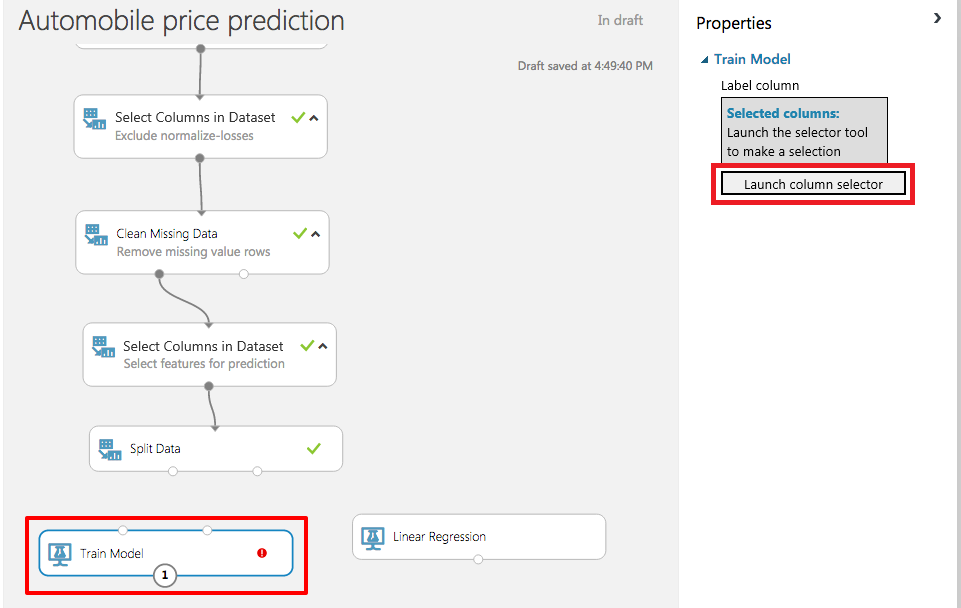 Automobile price prediction
In draft
Draft saved at 4:49:40 PM
Select Columns in Dataset
Exclude normalize-losses
Clean Missing Data
Remove missing value rows
Select Columns in Dataset
Select features for prediction
Split Data
Train Model
1
Linear Regression
Properties
Train Model
Label column
Selected columns:
Launch the selector tool
to make a selection
Launch column selector